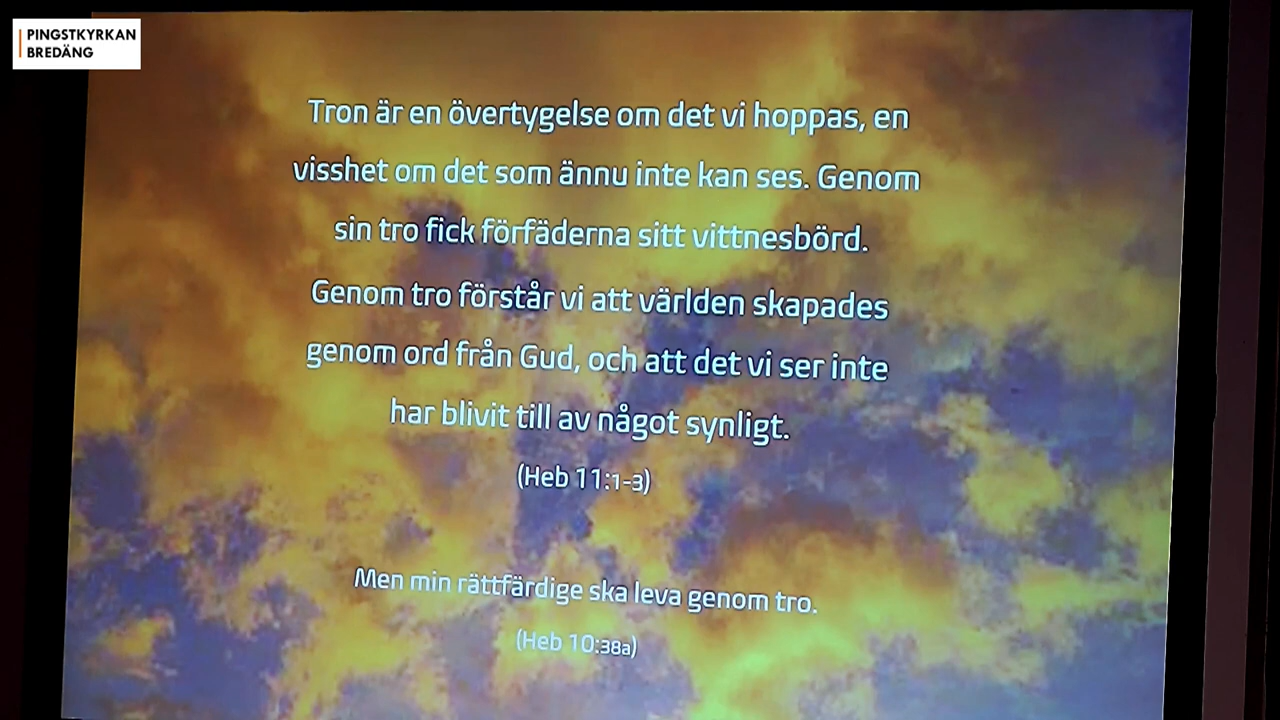 PINGSTKYRKAN
BREDÄNG
Tron är en övertygelse om det vi hoppas, en
visshet om det som ännu inte kan ses. Genom
sin tro fick förfäderna sitt vittnesbörd.
Genom tro förstår vi att världen skapades
genom ord från Gud, och att det vi ser inte
har blivit till av något synligt.
(Heb 11:1-3)
Men min rättfärdige ska leva genom tro.
(Heb 10:38a)